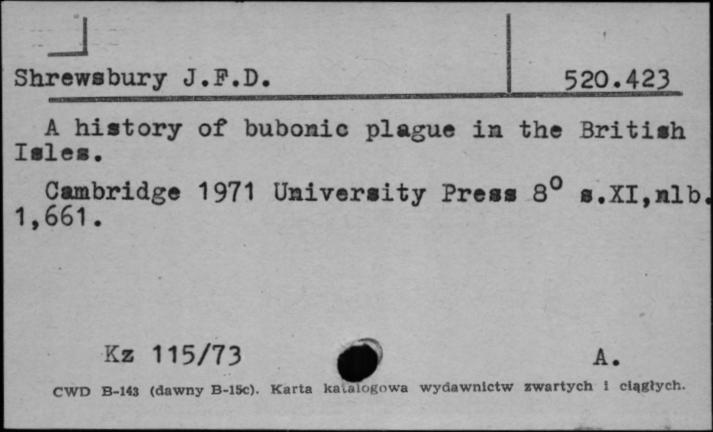 Shrewsbury J.F.D. 520.423
A history of bubonic plague in the British
Isles.
Cambridge 1971 University Press 8° s.XI,nlb.
1,661.
Kz 115/73 A.
CWD B-143 (dawny B-15c). Karta katalogowa wydawnictw zwartych i ciągłych.